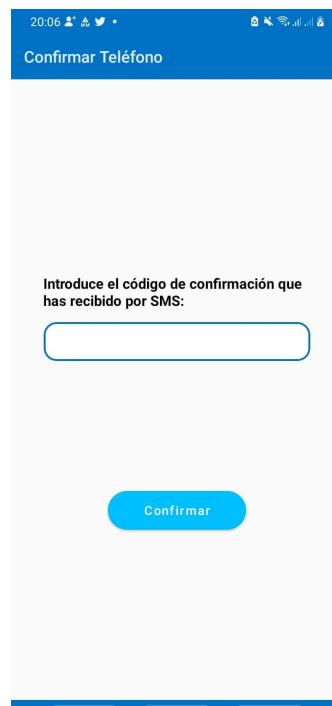 20:06
Confirmar Teléfono
Introduce el código de confirmación que
has recibido por SMS:
Confirmar